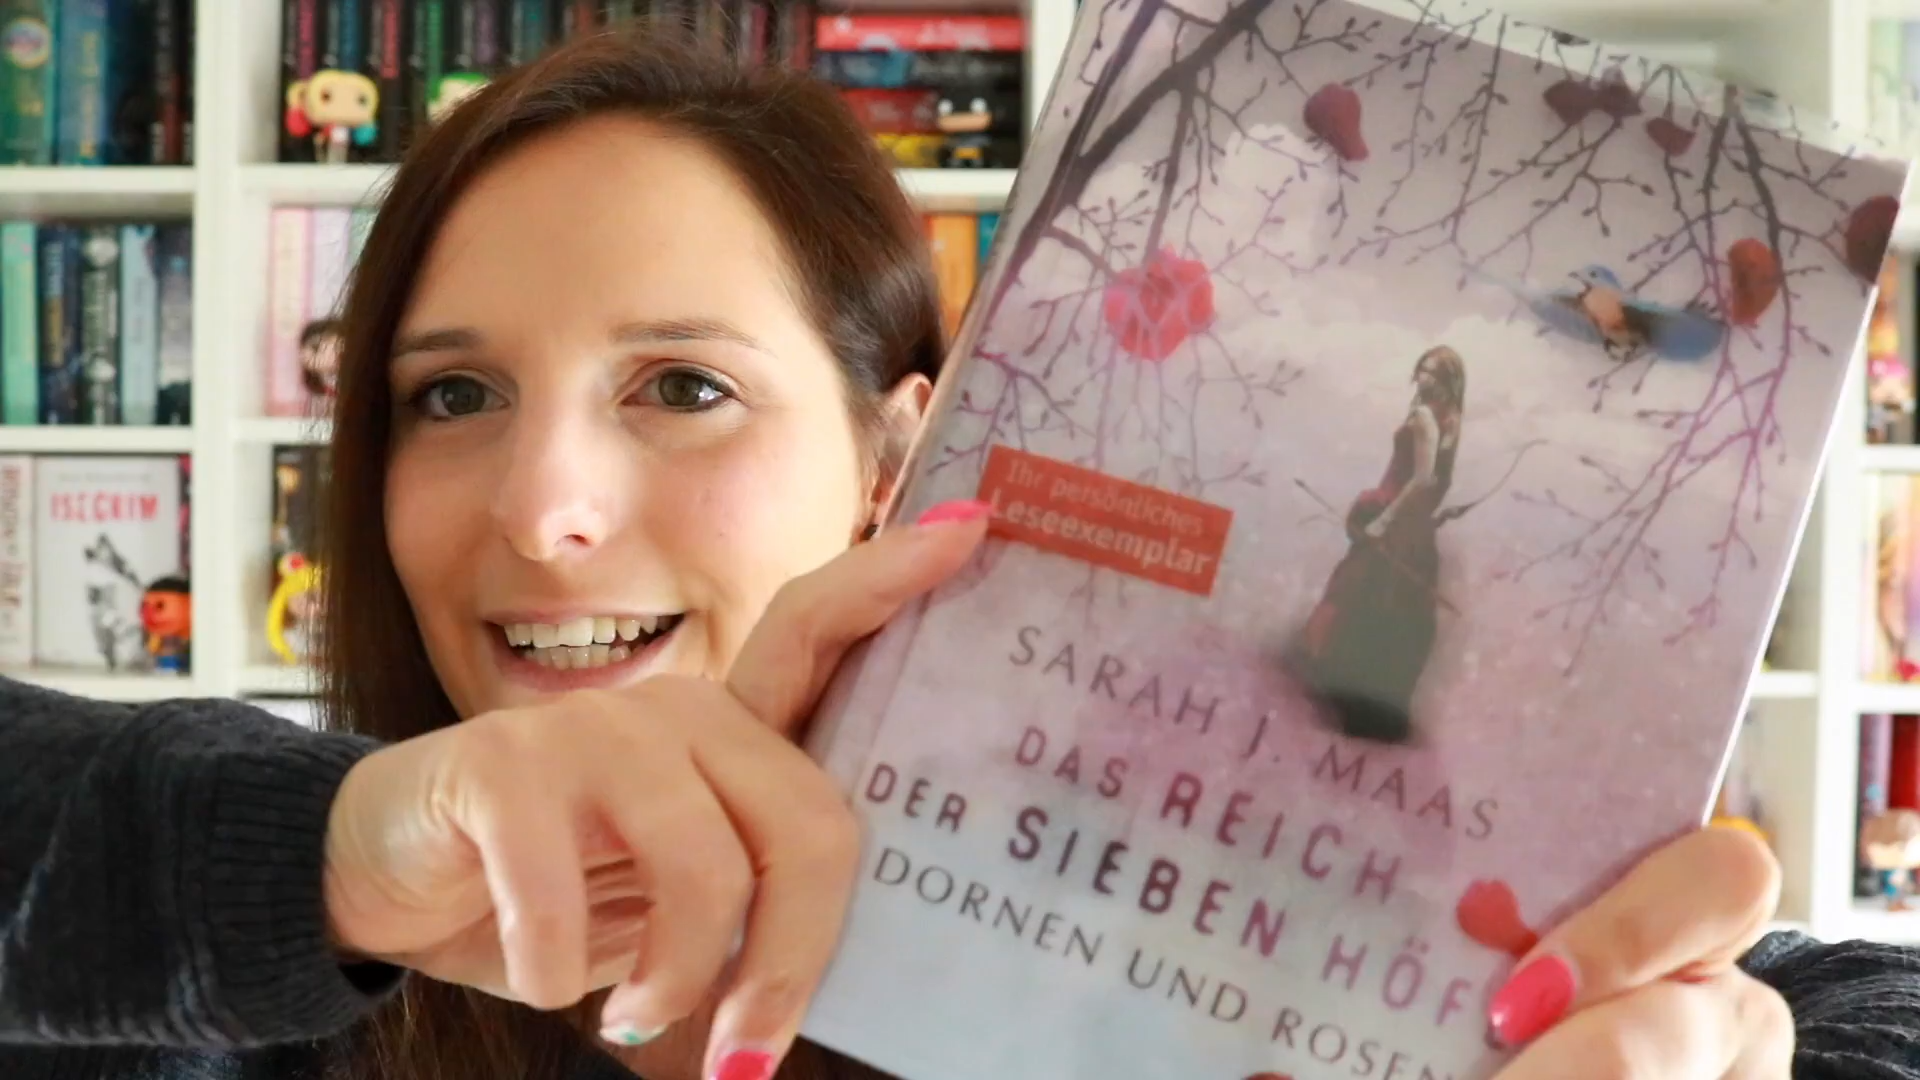 ISEGRIM
Ihr persönliches
Leseexemplar
SARAH J. MAAS
DAS REICH
DER SIEBEN HÖF
DORNEN UND ROSEN